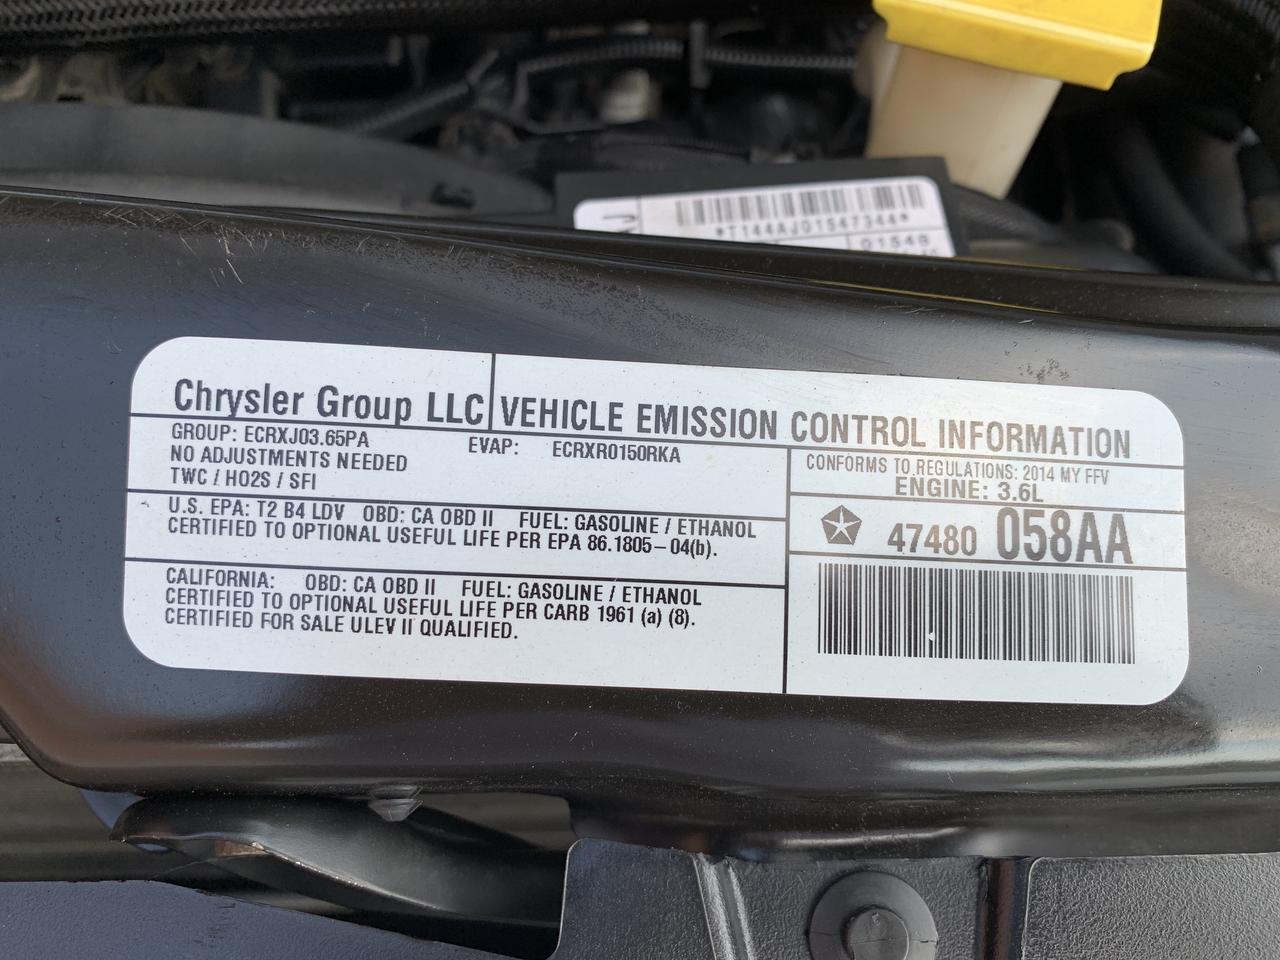 *T144AJ01547344*
0154B
Chrysler Group LLC VEHICLE EMISSION CONTROL INFORMATION
GROUP: ECRXJ03.65PA EVAP: ECRXR0150RKA
NO ADJUSTMENTS NEEDED
TWC / HO2S / SFI
CONFORMS TO REGULATIONS: 2014 MY FFV
ENGINE: 3.6L
U.S. EPA: T2 B4 LDV OBD: CA OBD II FUEL: GASOLINE / ETHANOL
CERTIFIED TO OPTIONAL USEFUL LIFE PER EPA 86.1805-04(b).
47480 058AA
CALIFORNIA: OBD: CA OBD II FUEL: GASOLINE / ETHANOL
CERTIFIED TO OPTIONAL USEFUL LIFE PER CARB 1961 (a) (8).
CERTIFIED FOR SALE ULEV II QUALIFIED.